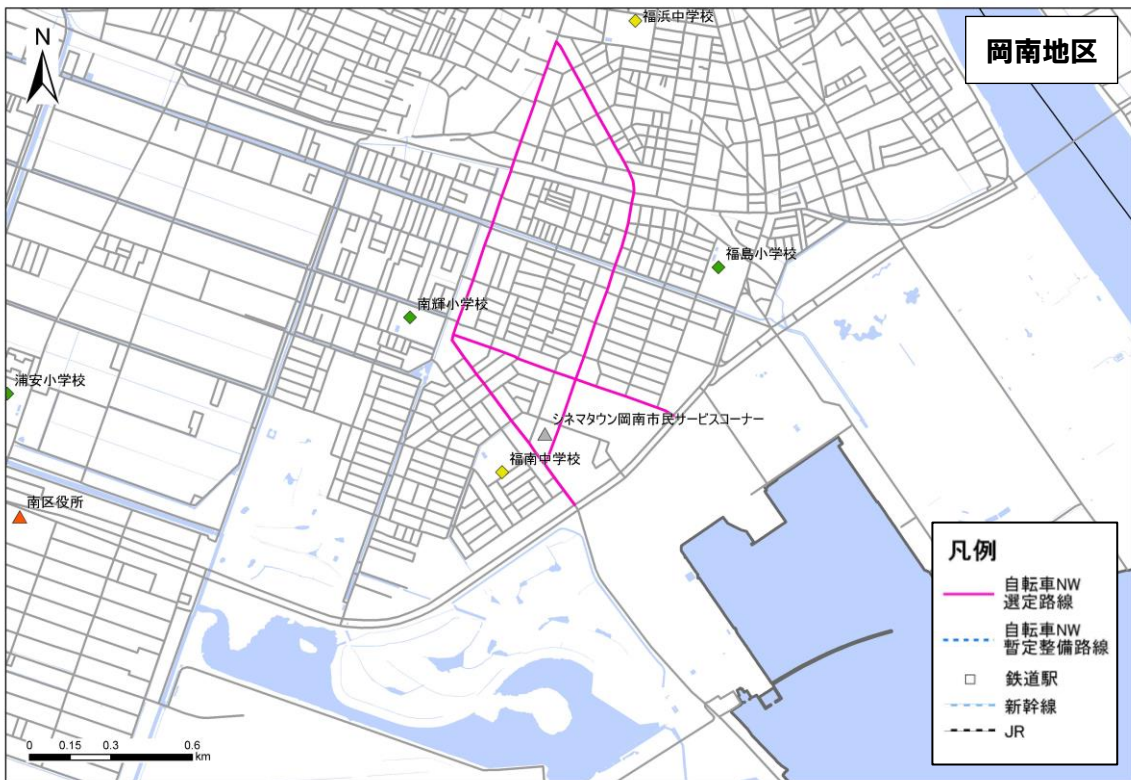 福浜中学校
岡南地区
N
福島小学校
南輝小学校
浦安小学校
シネマタウン岡南市民サービスコーナー
福南中学校
南区役所
凡例
自転車NW
選定路線
自転車NW
暫定整備路線
鉄道駅
新幹線
JR
0 0.15 0.3 0.6
km